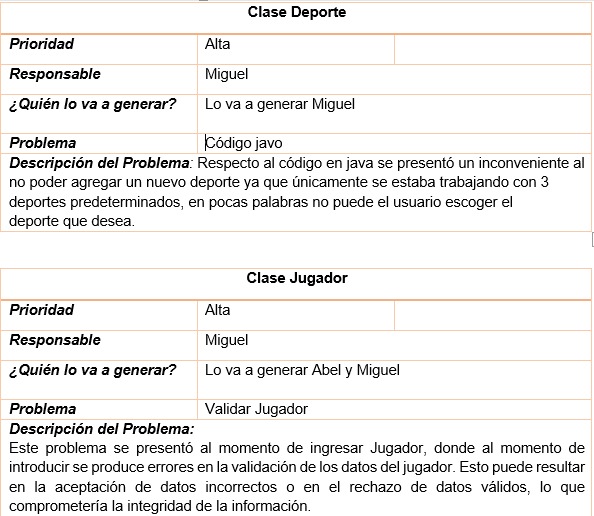 Clase Deporte
Prioridad Alta
Responsable Miguel
¿Quién lo va a generar? Lo va a generar Miguel
Problema Código javo
Descripción del Problema: Respecto al código en java se presentó un inconveniente al
no poder agregar un nuevo deporte ya que únicamente se estaba trabajando con 3
deportes predeterminados, en pocas palabras no puede el usuario escoger el
deporte que desea.
Clase Jugador
Prioridad Alta
Responsable Miguel
¿Quién lo va a generar? Lo va a generar Abel y Miguel
Problema Validar Jugador
Descripción del Problema:
Este problema se presentó al momento de ingresar Jugador, donde al momento de
introducir se produce errores en la validación de los datos del jugador. Esto puede resultar
en la aceptación de datos incorrectos o en el rechazo de datos válidos, lo que
comprometería la integridad de la información.